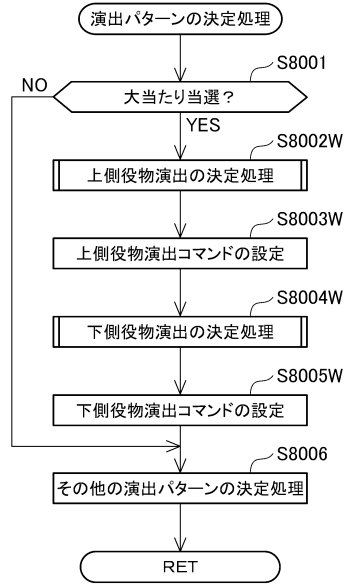 演出パターンの決定処理
S8001
NO
大当たり当選？
YES
S8002W
上側役物演出の決定処理
S8003W
上側役物演出コマンドの設定
S8004W
下側役物演出の決定処理
S8005W
下側役物演出コマンドの設定
S8006
その他の演出パターンの決定処理
RET